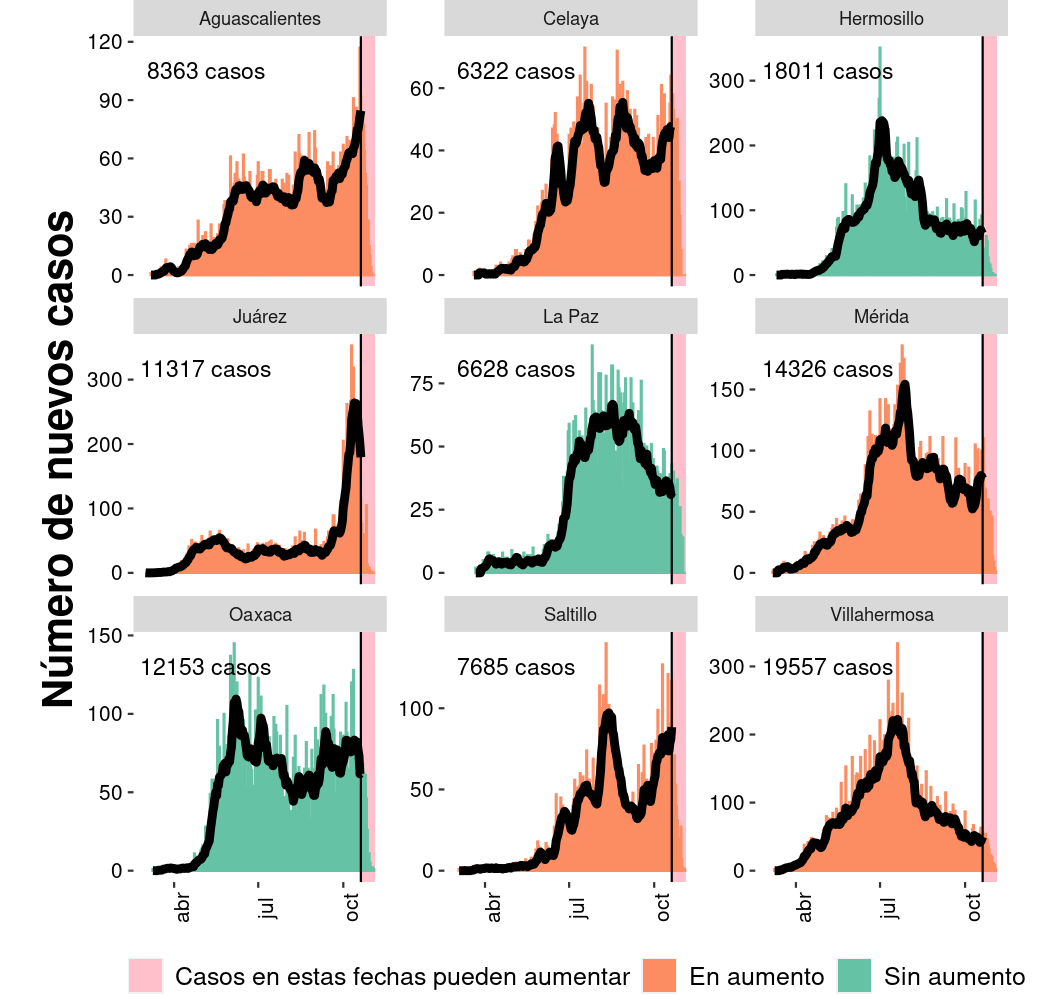 Número de nuevos casos
Aguascalientes
Celaya
Hermosillo
120
90
60
30
0
8363 casos
60
40
20
0
6322 casos
300
200
100
0
18011 casos
Juárez
La Paz
Mérida
300
200
100
0
11317 casos
75
50
25
0
6628 casos
150
100
50
0
14326 casos
Oaxaca
Saltillo
Villahermosa
150
100
50
0
12153 casos
100
50
0
7685 casos
300
200
100
0
19557 casos
abr
jul
oct
abr
jul
oct
abr
jul
oct
Casos en estas fechas pueden aumentar
En aumento
Sin aumento